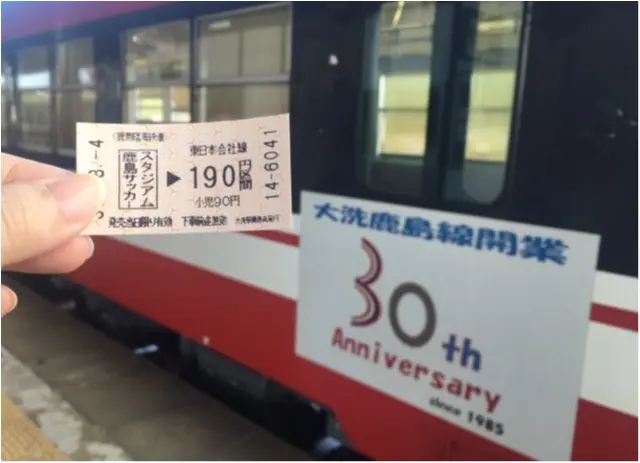 鹿島サッカー
スタジアム
▶
東日本会社線
190円区間
小児90円
発売当日限り有効
下車前途無効
-4
14-6041
大洗鹿島線開業
30th
Anniversary
since 1985